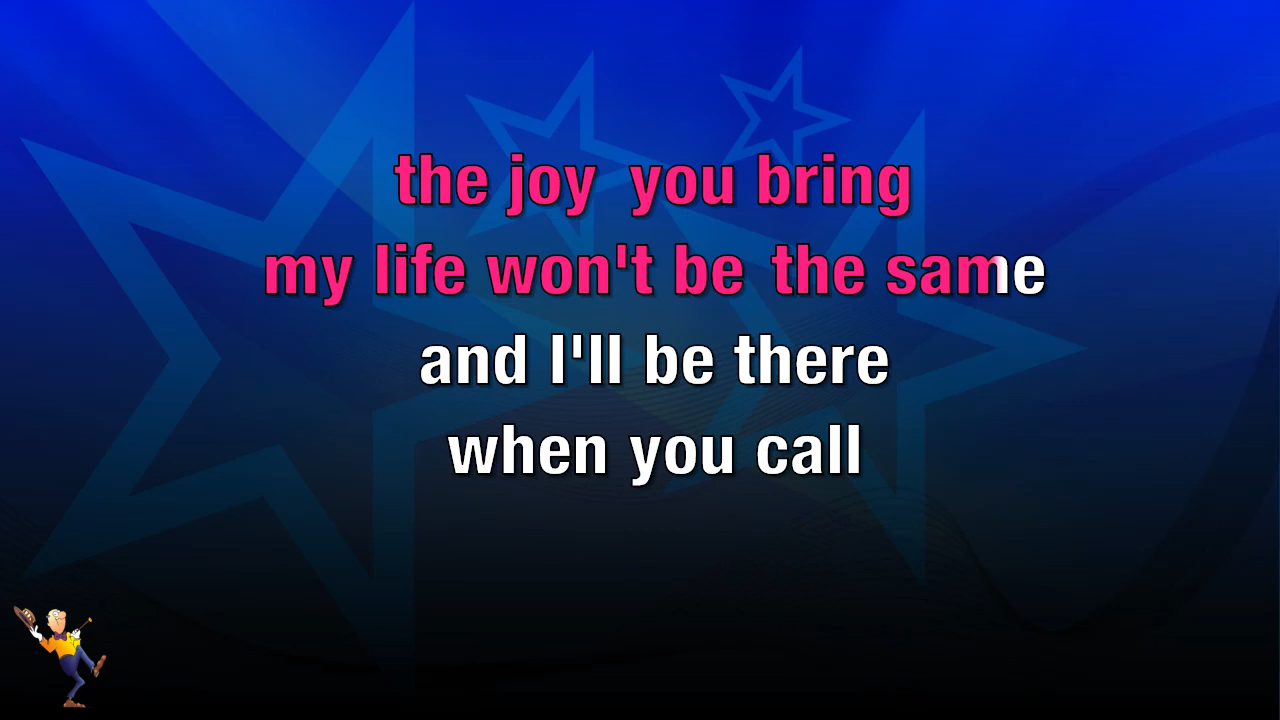 the joy you bring
my life won't be the same
and I'll be there
when you call